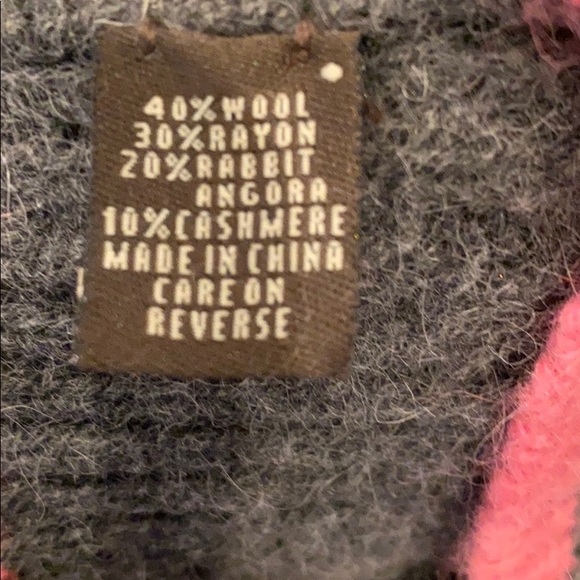 40% WOOL
30% RAYON
20% RABBIT
ANGORA
10% CASHMERE
MADE IN CHINA
CARE ON
REVERSE